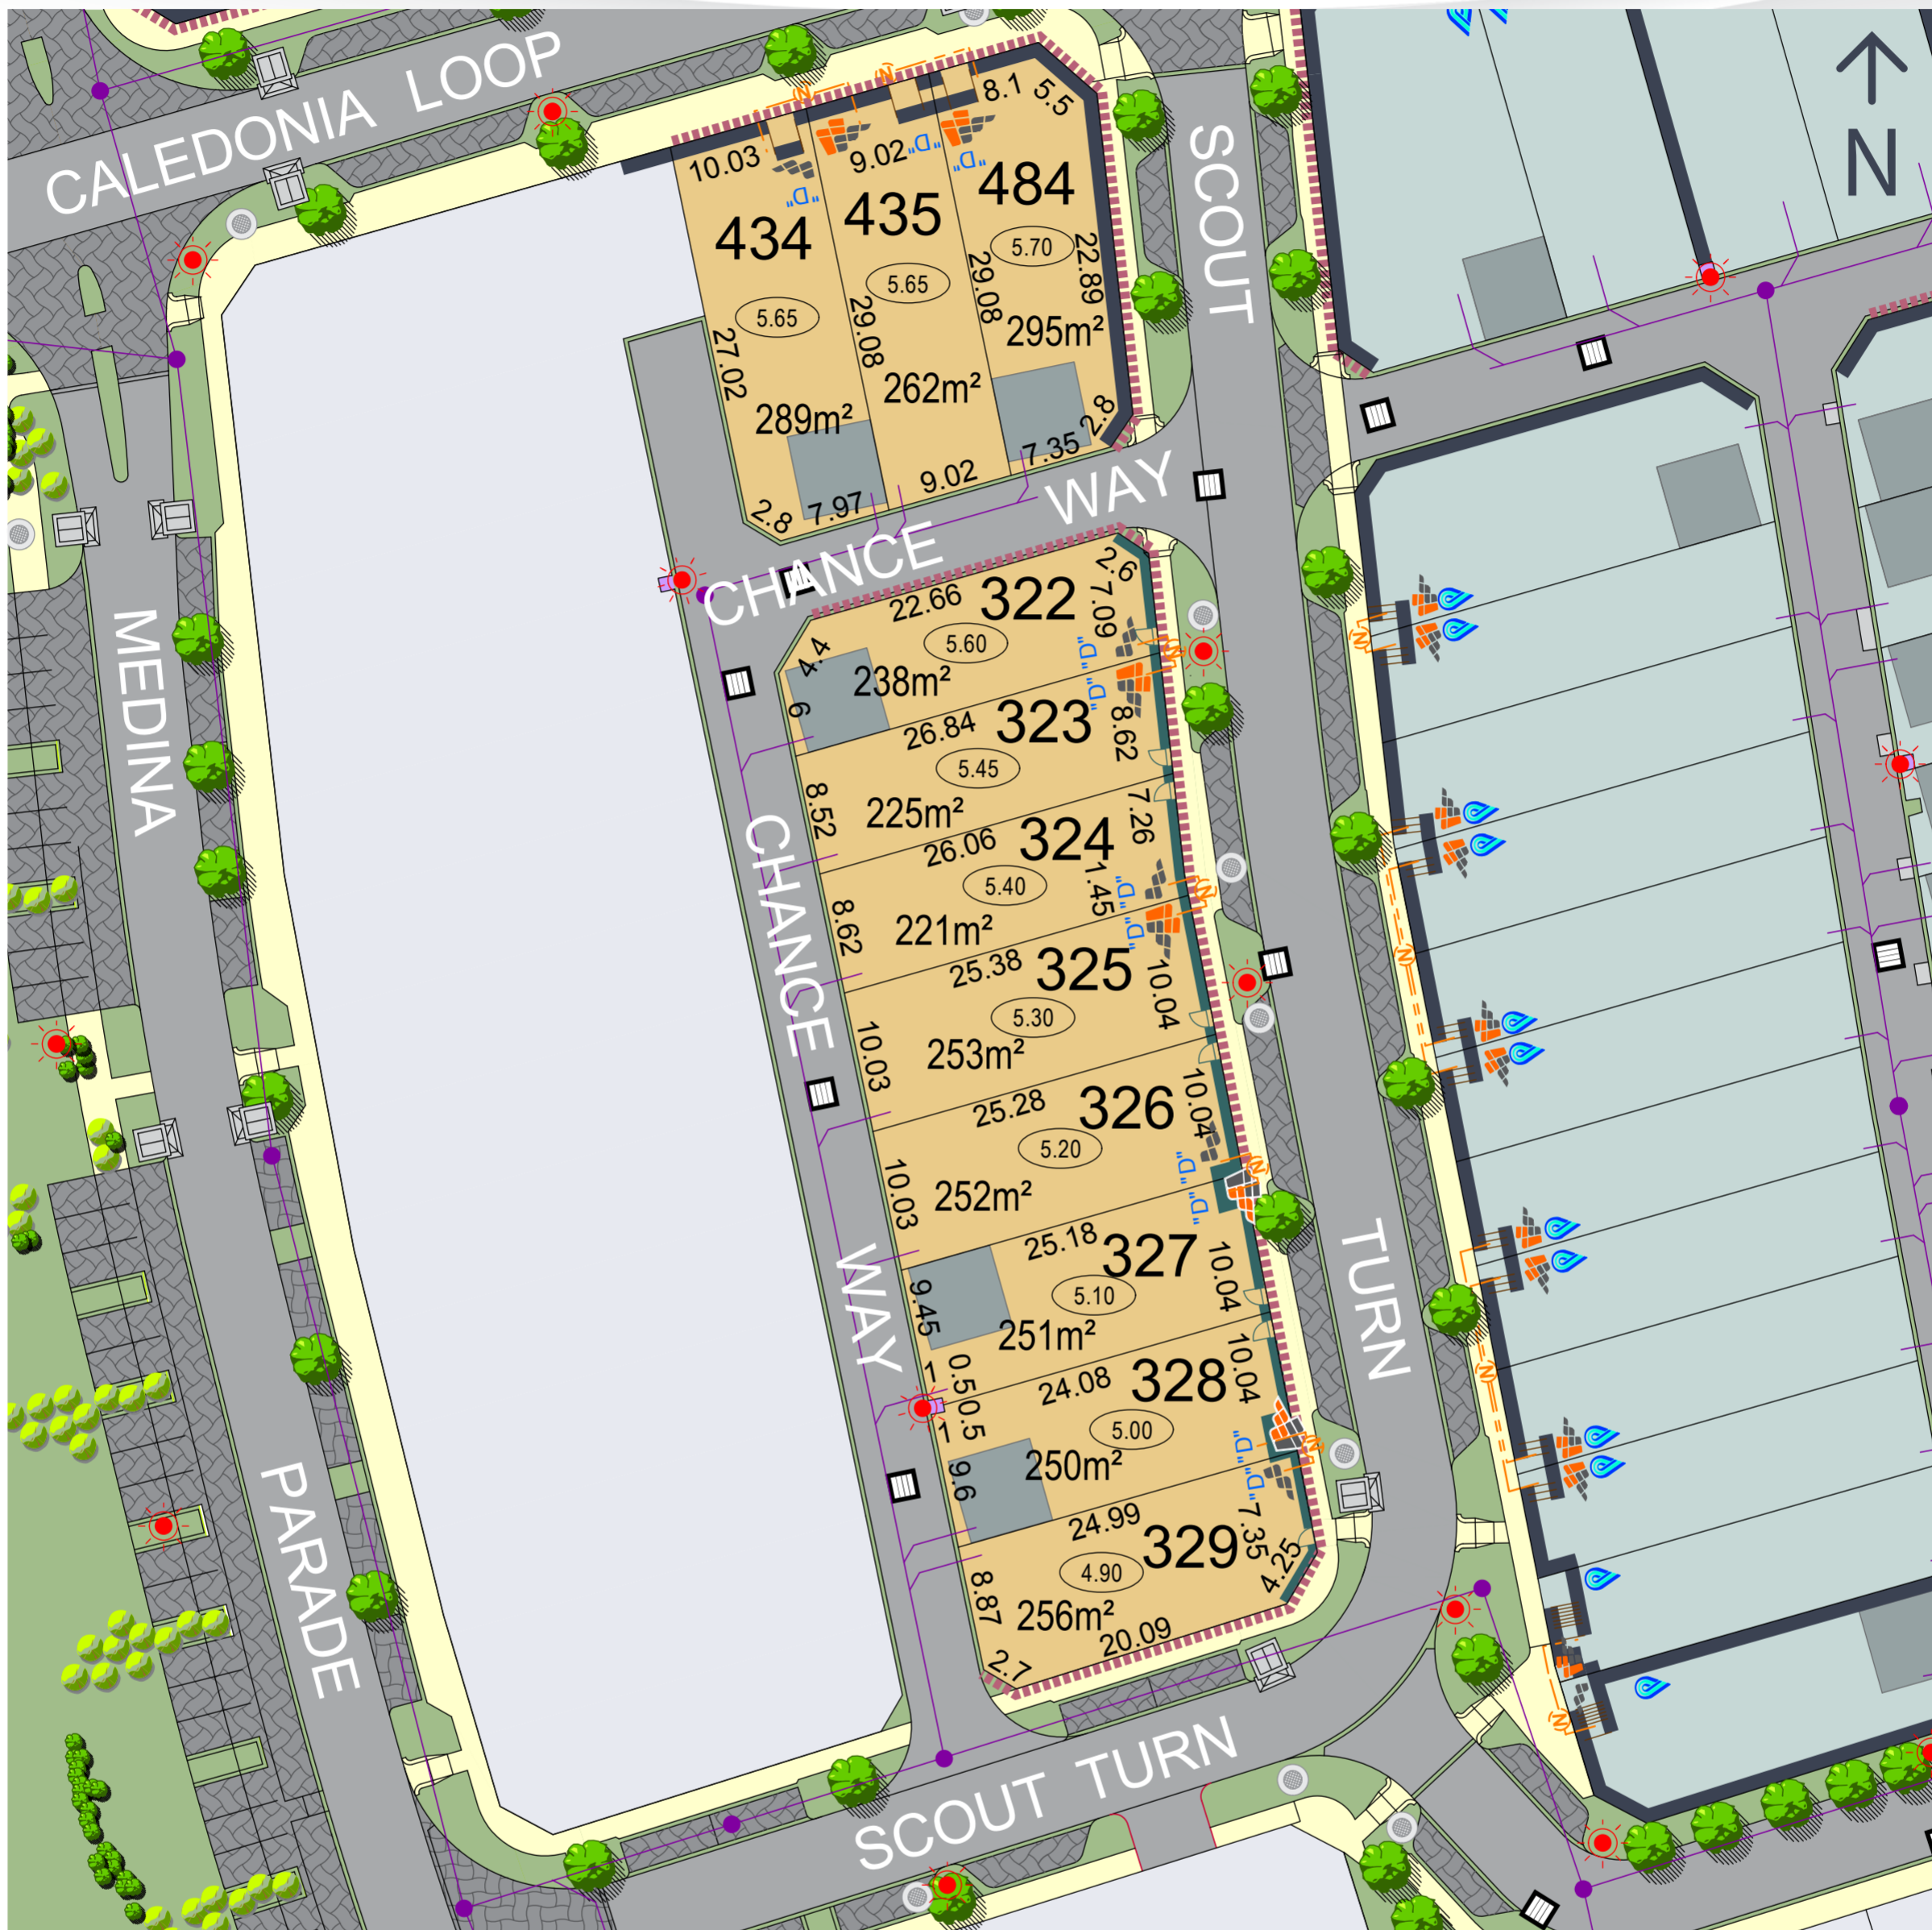 CALEDONIA LOOP
N
SCOUT
10.03
"D"
434
5.65
27.02
289m²
2.8
7.97
9.02
"D"
435
5.65
29.08
262m²
9.02
8.1
5.5
"D"
484
5.70
29.08
22.89
295m²
7.35
2.8
CHANCE WAY
MEDINA
PARADE
CHANCE
WAY
22.66
322
2.6
7.09
5.60
4.4
238m²
6
"D"
26.84
323
"D"
8.62
5.45
8.52
225m²
26.06
324
7.26
5.40
1.45
8.62
221m²
"D"
25.38
325
"D"
10.04
5.30
10.03
253m²
25.28
326
10.04
5.20
10.03
252m²
"D"
25.18
327
"D"
10.04
5.10
9.45
251m²
1
0.5
24.08
328
10.04
0.5
1
5.00
9.6
250m²
"D"
24.99
329
"D"
7.35
4.25
4.90
8.87
256m²
20.09
2.7
TURN
SCOUT TURN
N
N
N
N
N
N
N
N
N
N
N